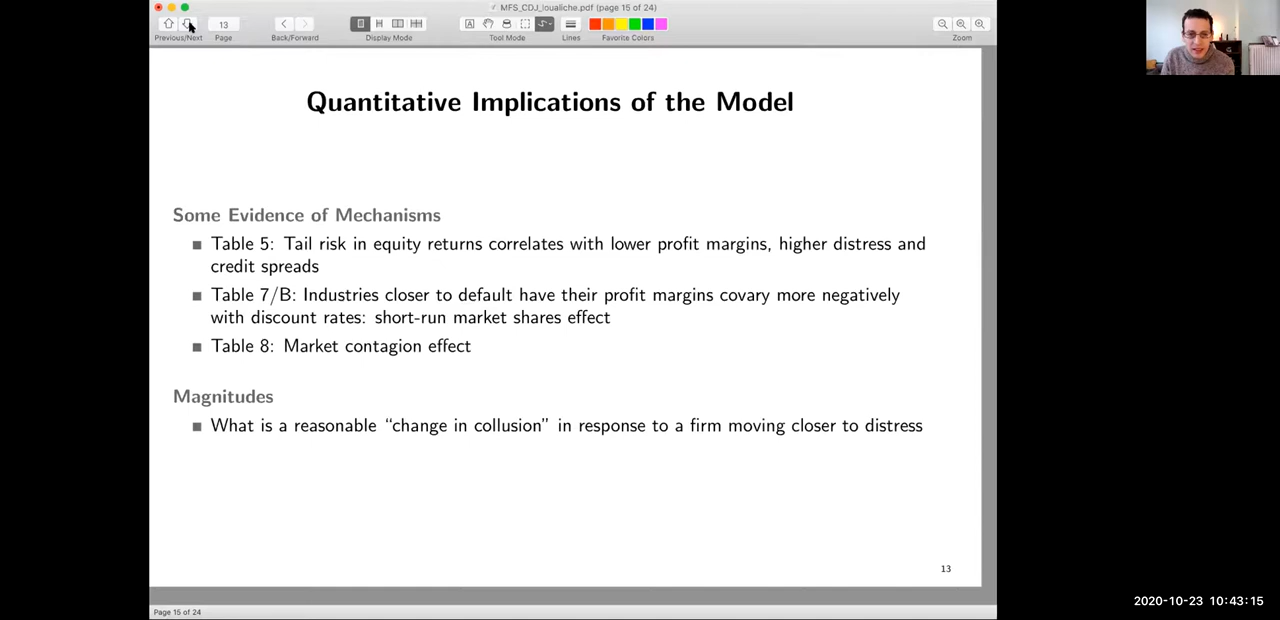 MFS_CDJ_loualiche.pdf (page 15 of 24)
13
Previous/Next
Page
Back/Forward
Display Mode
Tool Mode
Lines
Favorite Colors
Zoom
Quantitative Implications of the Model
Some Evidence of Mechanisms
Table 5: Tail risk in equity returns correlates with lower profit margins, higher distress and
credit spreads
Table 7/B: Industries closer to default have their profit margins covary more negatively
with discount rates: short-run market shares effect
Table 8: Market contagion effect
Magnitudes
What is a reasonable “change in collusion” in response to a firm moving closer to distress
13
Page 15 of 24
2020-10-23 10:43:15